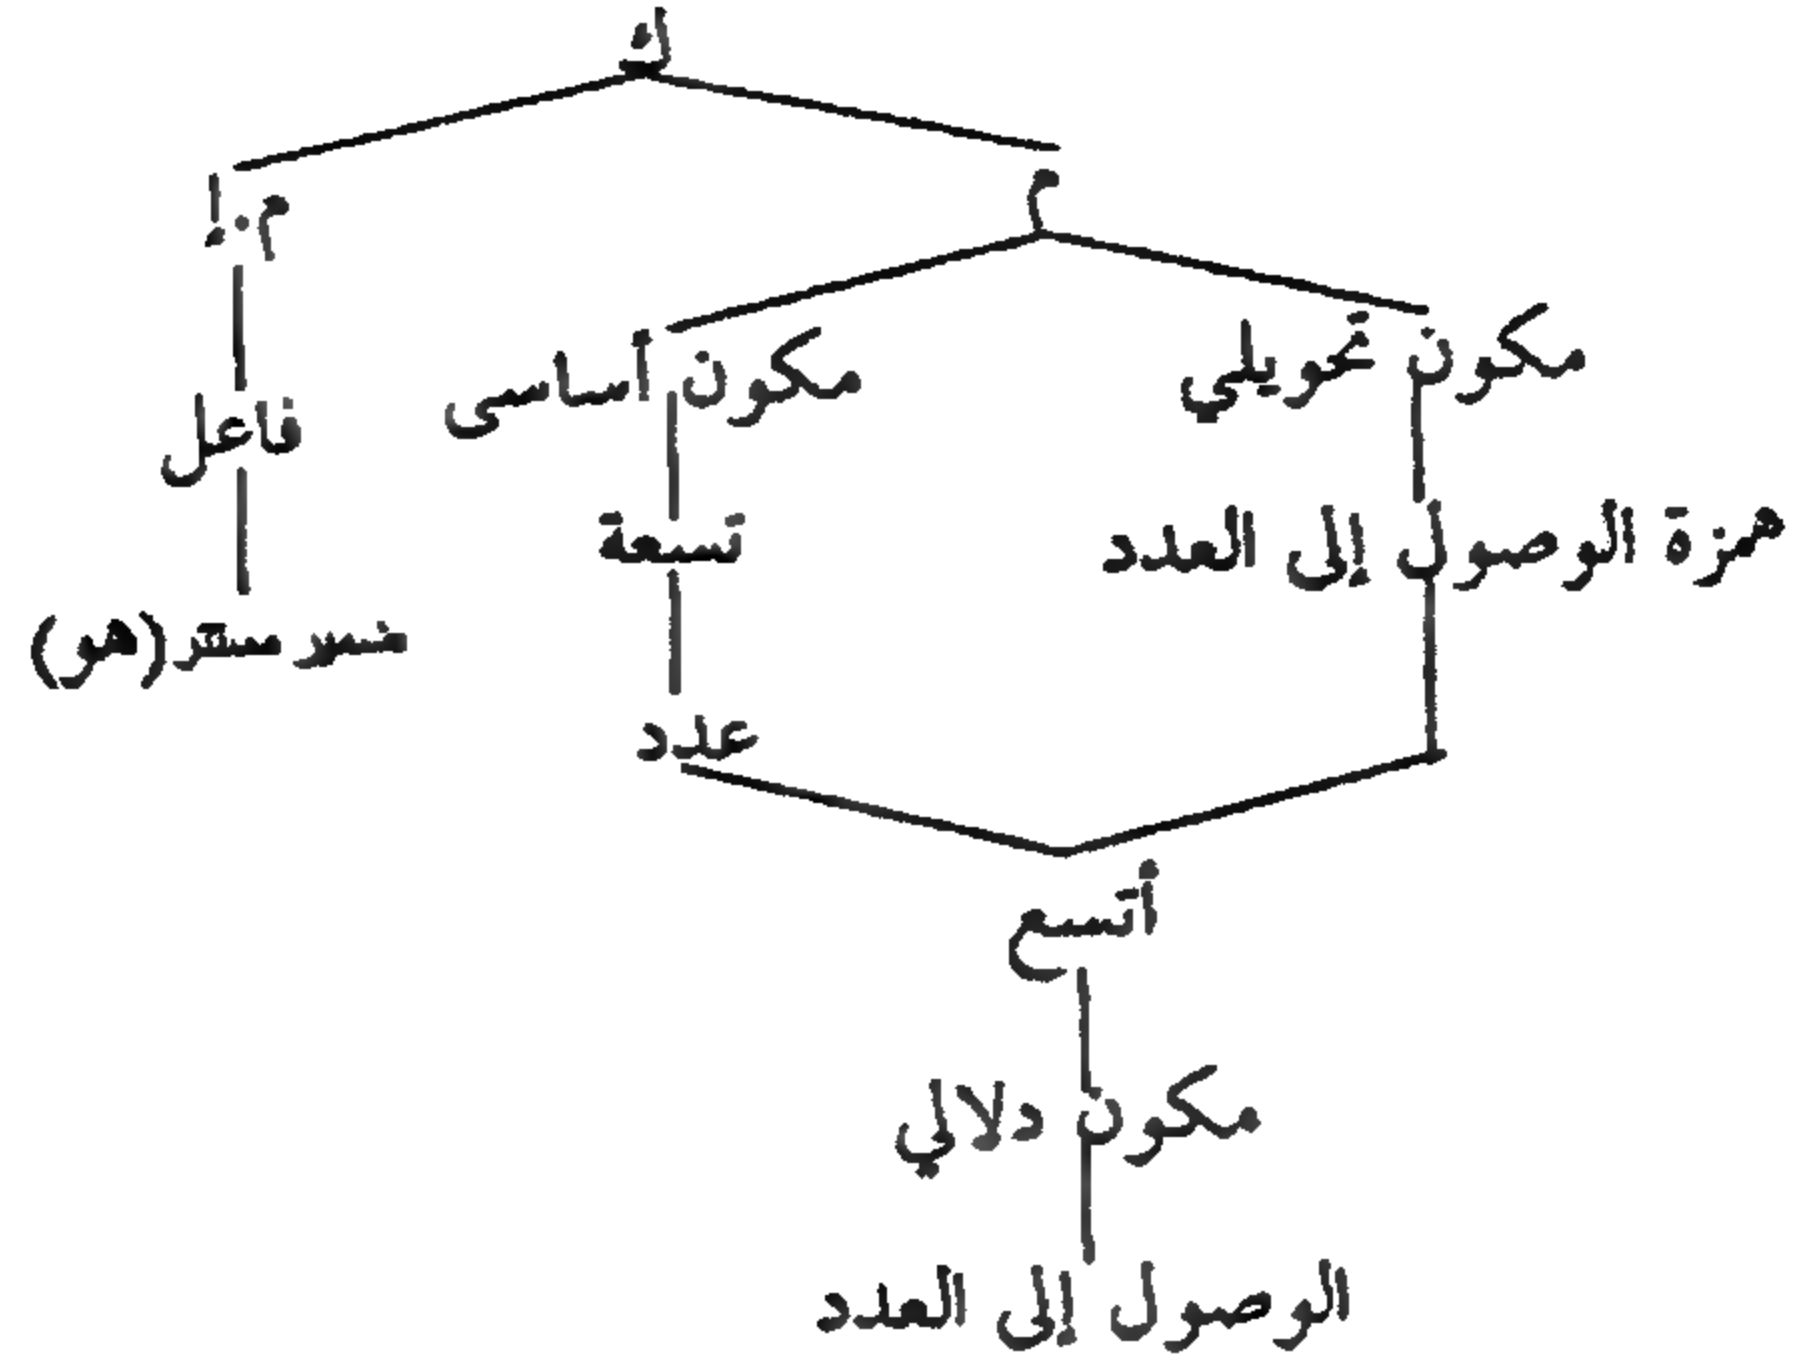 ك
م
م.إ
مكون تحويلي
مكون أساسى
فاعل
همزة الوصول إلى العدد
تسعة
ضمير مستتر (هو)
عدد
أتسع
مكون دلالي
الوصول إلى العدد